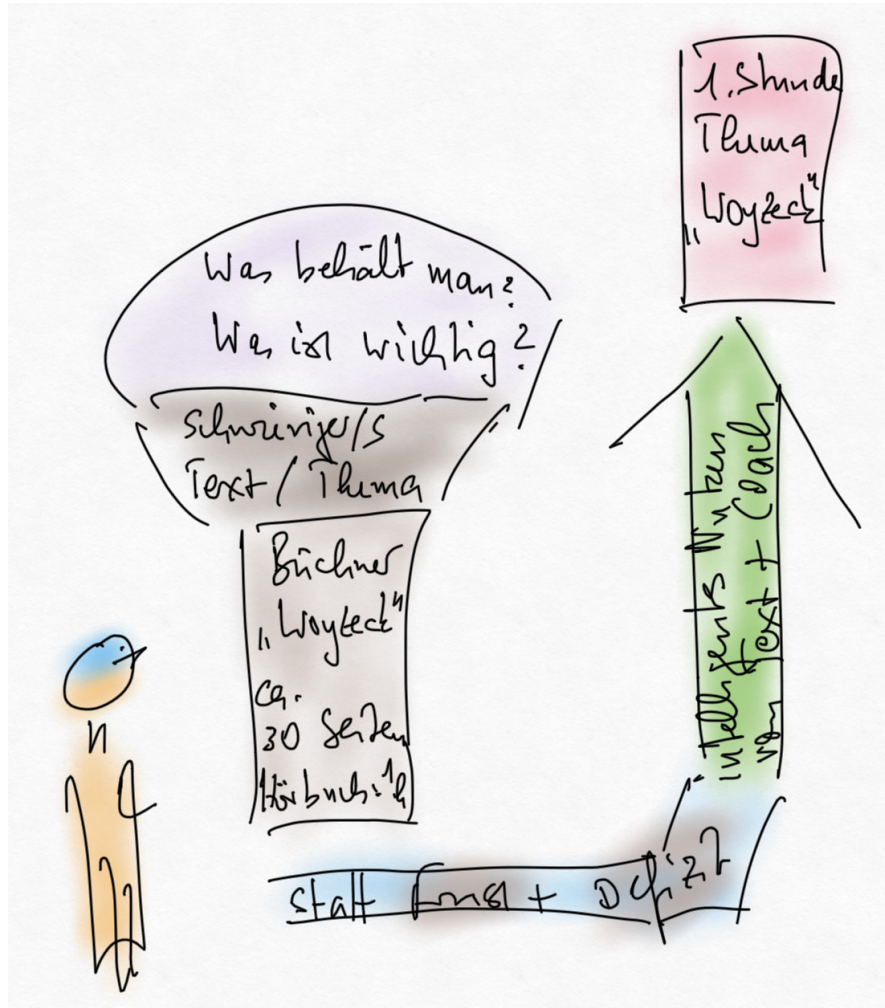 Was behält man?
Was ist wichtig?
schwierige/s
Text / Thema
Büchner
„Woyzeck"
ca.
30 Seiten
Hörbuch: 1h
statt Frust + Defizit
intelligentes Nutzen
von Text + Coach
1. Stunde
Thema
„Woyzeck"